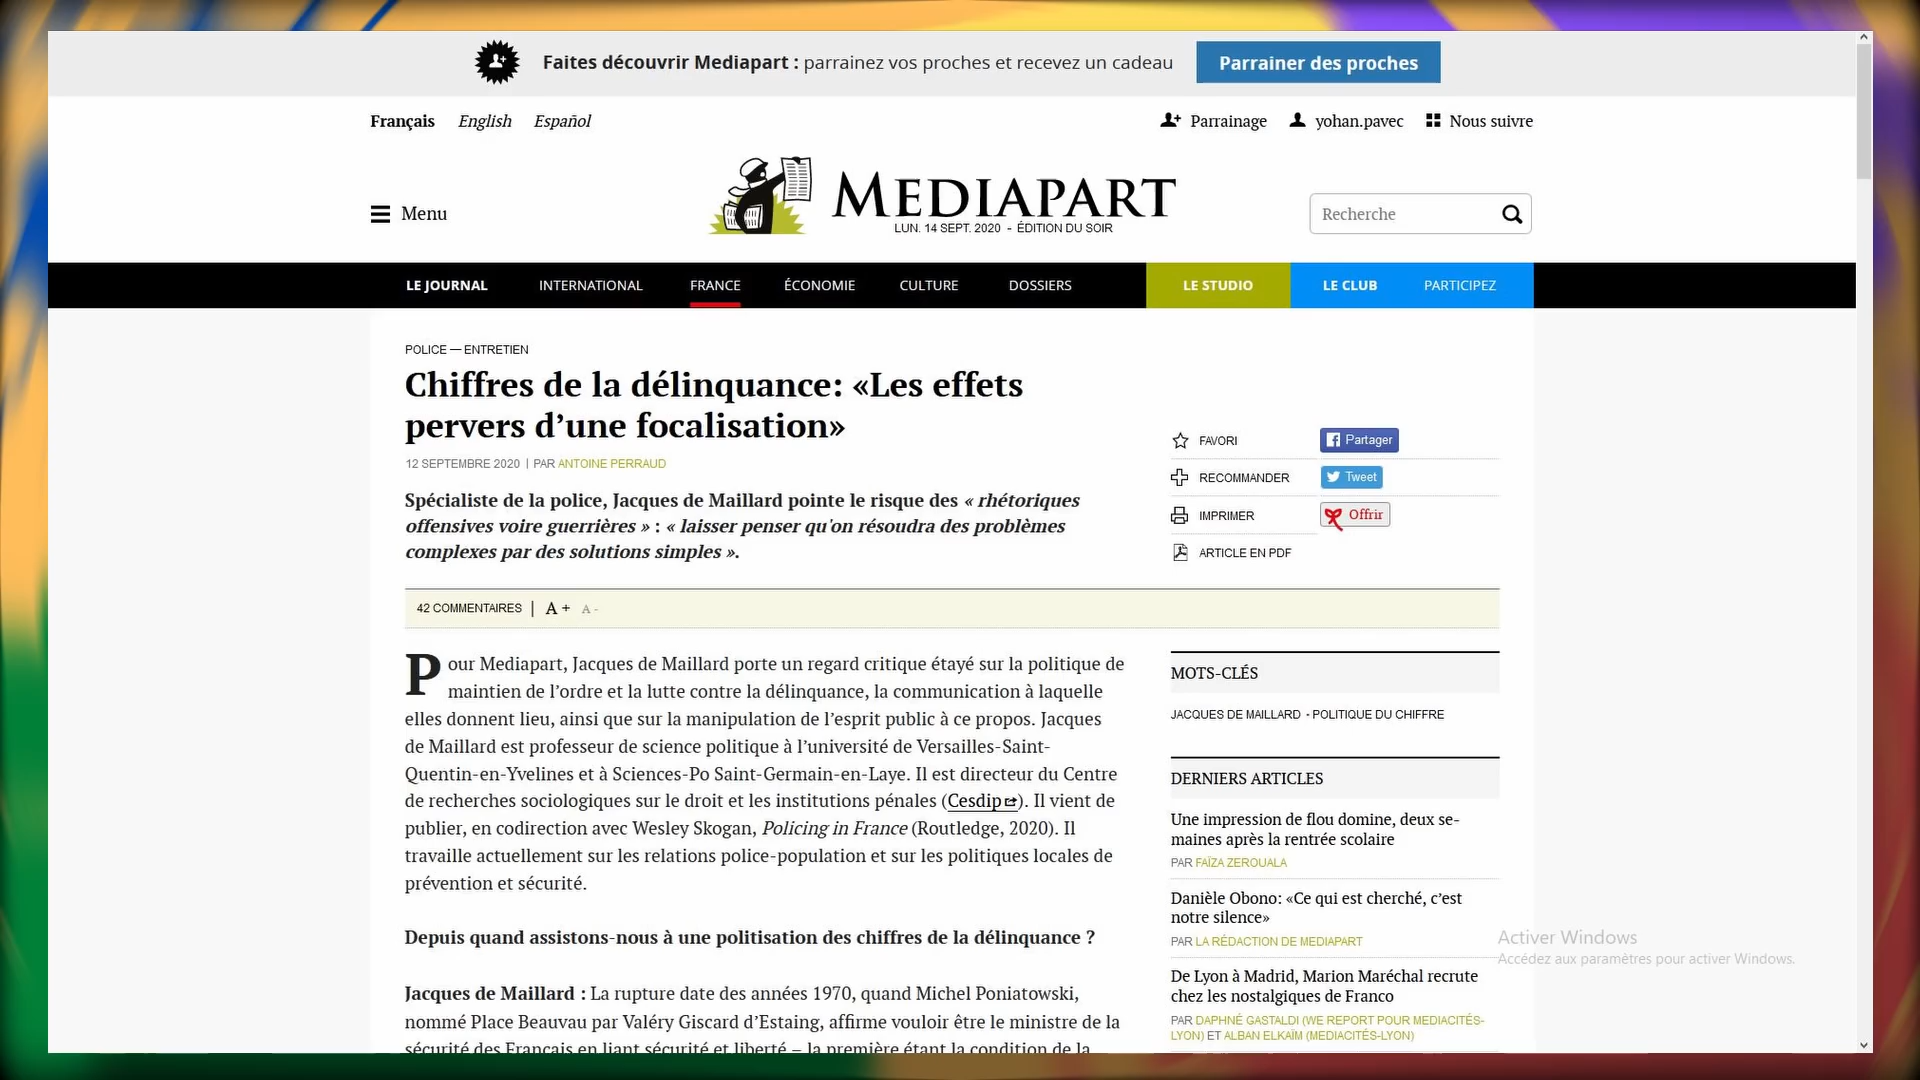 Faites découvrir Mediapart : parrainez vos proches et recevez un cadeau
Parrainer des proches
Français English Español
Parrainage yohan.pavec Nous suivre
Menu
MEDIAPART
LUN. 14 SEPT. 2020 - ÉDITION DU SOIR
Recherche
LE JOURNAL INTERNATIONAL FRANCE ÉCONOMIE CULTURE DOSSIERS LE STUDIO LE CLUB PARTICIPEZ
POLICE — ENTRETIEN
Chiffres de la délinquance: «Les effets
pervers d’une focalisation»
12 SEPTEMBRE 2020 | PAR ANTOINE PERRAUD
Spécialiste de la police, Jacques de Maillard pointe le risque des « rhétoriques
offensives voire guerrières » : « laisser penser qu'on résoudra des problèmes
complexes par des solutions simples ».
FAVORI Partager
RECOMMANDER Tweet
IMPRIMER Offrir
ARTICLE EN PDF
42 COMMENTAIRES | A + A -
Pour Mediapart, Jacques de Maillard porte un regard critique étayé sur la politique de
maintien de l’ordre et la lutte contre la délinquance, la communication à laquelle
elles donnent lieu, ainsi que sur la manipulation de l’esprit public à ce propos. Jacques
de Maillard est professeur de science politique à l’université de Versailles-Saint-
Quentin-en-Yvelines et à Sciences-Po Saint-Germain-en-Laye. Il est directeur du Centre
de recherches sociologiques sur le droit et les institutions pénales (Cesdip). Il vient de
publier, en codirection avec Wesley Skogan, Policing in France (Routledge, 2020). Il
travaille actuellement sur les relations police-population et sur les politiques locales de
prévention et sécurité.
Depuis quand assistons-nous à une politisation des chiffres de la délinquance ?
Jacques de Maillard : La rupture date des années 1970, quand Michel Poniatowski,
nommé Place Beauvau par Valéry Giscard d’Estaing, affirme vouloir être le ministre de la
sécurité des Français en liant sécurité et liberté – la première étant la condition de la
MOTS-CLÉS
JACQUES DE MAILLARD - POLITIQUE DU CHIFFRE
DERNIERS ARTICLES
Une impression de flou domine, deux se-
maines après la rentrée scolaire
PAR FAÏZA ZEROUALA
Danièle Obono: «Ce qui est cherché, c’est
notre silence»
PAR LA RÉDACTION DE MEDIAPART
De Lyon à Madrid, Marion Maréchal recrute
chez les nostalgiques de Franco
PAR DAPHNÉ GASTALDI (WE REPORT POUR MEDIACITÉS-
LYON) ET ALBAN ELKAÏM (MEDIACITÉS-LYON)
Activer Windows
Accédez aux paramètres pour activer Windows.